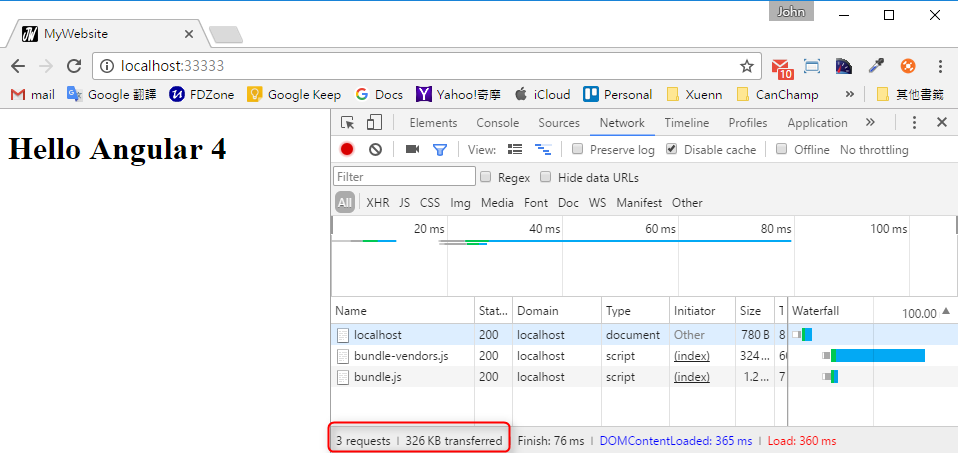 John
MyWebsite
localhost:33333
mail Google 翻譯 FDZone Google Keep Docs Yahoo!奇摩 iCloud Personal Xuenn CanChamp » 其他書籤
Hello Angular 4
Elements Console Sources Network Timeline Profiles Application »
View: Preserve log Disable cache Offline No throttling
Filter Regex Hide data URLs
All XHR JS CSS Img Media Font Doc WS Manifest Other
20 ms 40 ms 60 ms 80 ms 100 ms
Name Stat... Domain Type Initiator Size T Waterfall 100.00
localhost 200 localhost document Other 780 B 8
bundle-vendors.js 200 localhost script (index) 324 ... 6
bundle.js 200 localhost script (index) 1.2 ... 7
3 requests | 326 KB transferred | Finish: 76 ms | DOMContentLoaded: 365 ms | Load: 360 ms